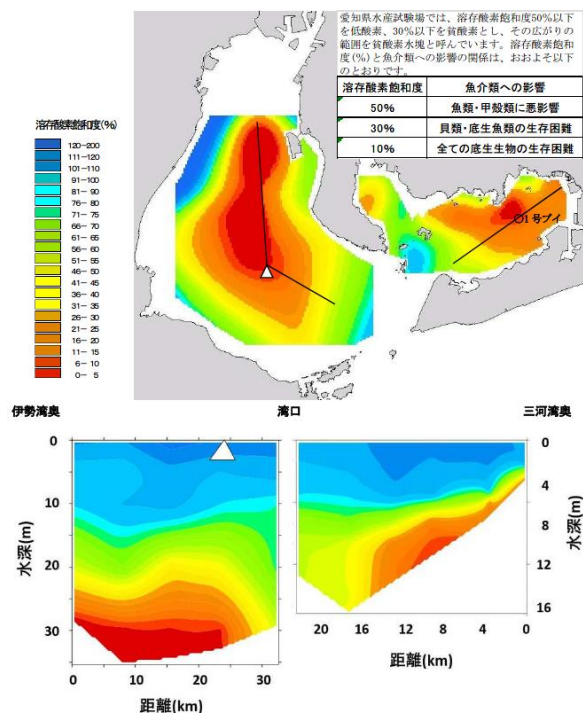 愛知県水産試験場では、溶存酸素飽和度50%以下
を低酸素、30%以下を貧酸素とし、その広がりの
範囲を貧酸素水塊と呼んでいます。溶存酸素飽和
度(%)と魚介類への影響の関係は、おおよそ以下
のとおりです。
溶存酸素飽和度 魚介類への影響
50% 魚類・甲殻類に悪影響
30% 貝類・底生魚類の生存困難
10% 全ての底生生物の生存困難
溶存酸素飽和度(%)
120-200
111-120
101-110
91-100
81- 90
76- 80
71- 75
66- 70
61- 65
56- 60
51- 55
46- 50
41- 45
36- 40
31- 35
26- 30
21- 25
16- 20
11- 15
6- 10
0- 5
1号ブイ
伊勢湾奥 湾口 三河湾奥
水深(m)
0
10
20
30
0 10 20 30
距離(km)
0
4
8
12
16
水深(m)
20 16 12 8 4 0
距離(km)